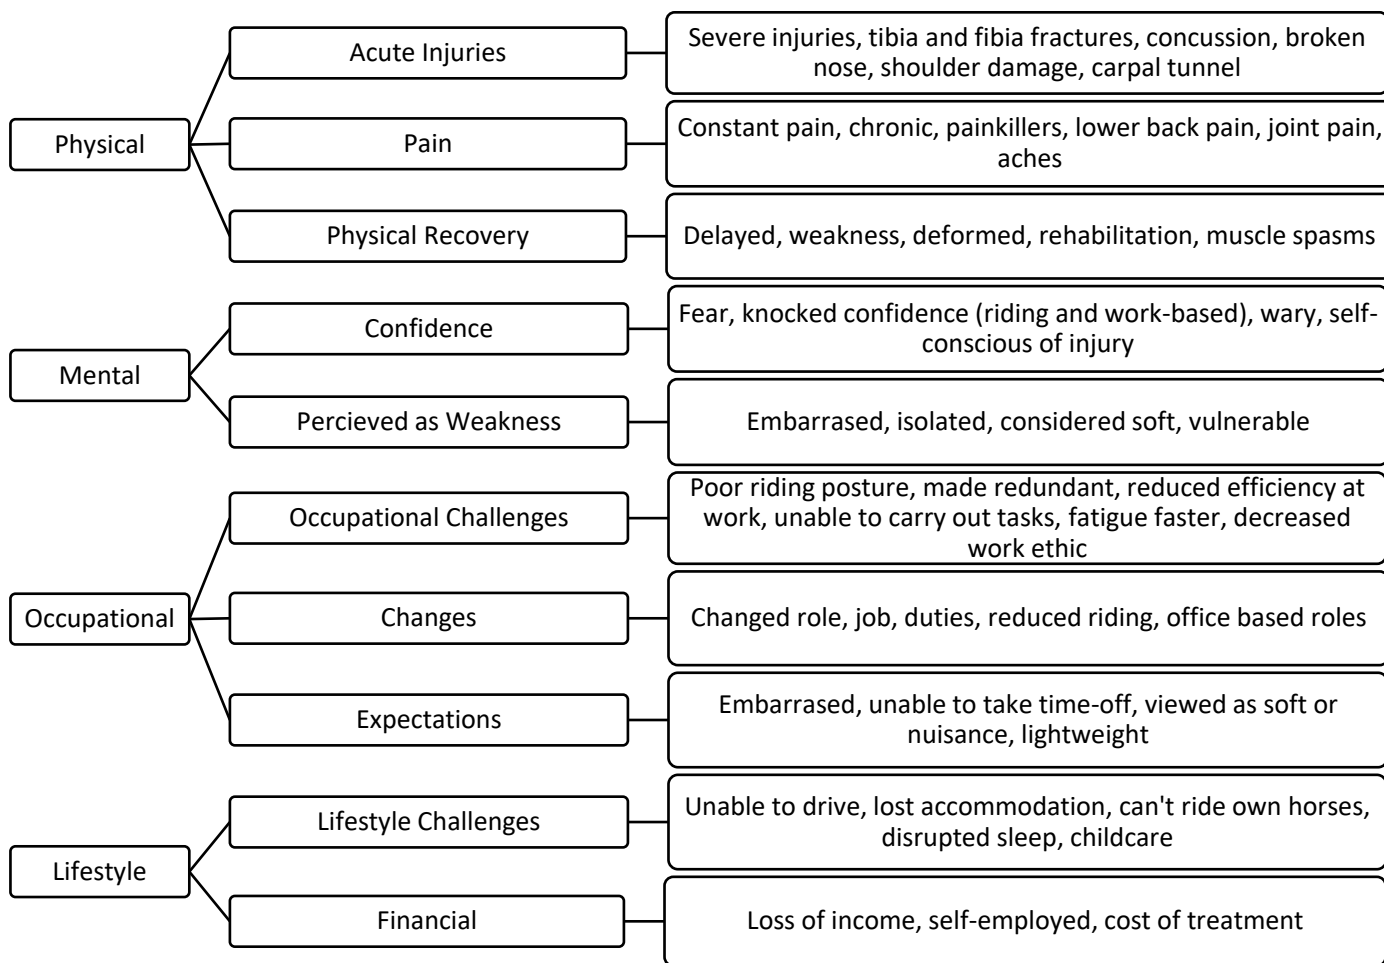 Physical
Acute Injuries
Severe injuries, tibia and fibia fractures, concussion, broken
nose, shoulder damage, carpal tunnel
Pain
Constant pain, chronic, painkillers, lower back pain, joint pain,
aches
Physical Recovery
Delayed, weakness, deformed, rehabilitation, muscle spasms
Mental
Confidence
Fear, knocked confidence (riding and work-based), wary, self-
conscious of injury
Percieved as Weakness
Embarrased, isolated, considered soft, vulnerable
Occupational
Occupational Challenges
Poor riding posture, made redundant, reduced efficiency at
work, unable to carry out tasks, fatigue faster, decreased
work ethic
Changes
Changed role, job, duties, reduced riding, office based roles
Expectations
Embarrased, unable to take time-off, viewed as soft or
nuisance, lightweight
Lifestyle
Lifestyle Challenges
Unable to drive, lost accommodation, can't ride own horses,
disrupted sleep, childcare
Financial
Loss of income, self-employed, cost of treatment